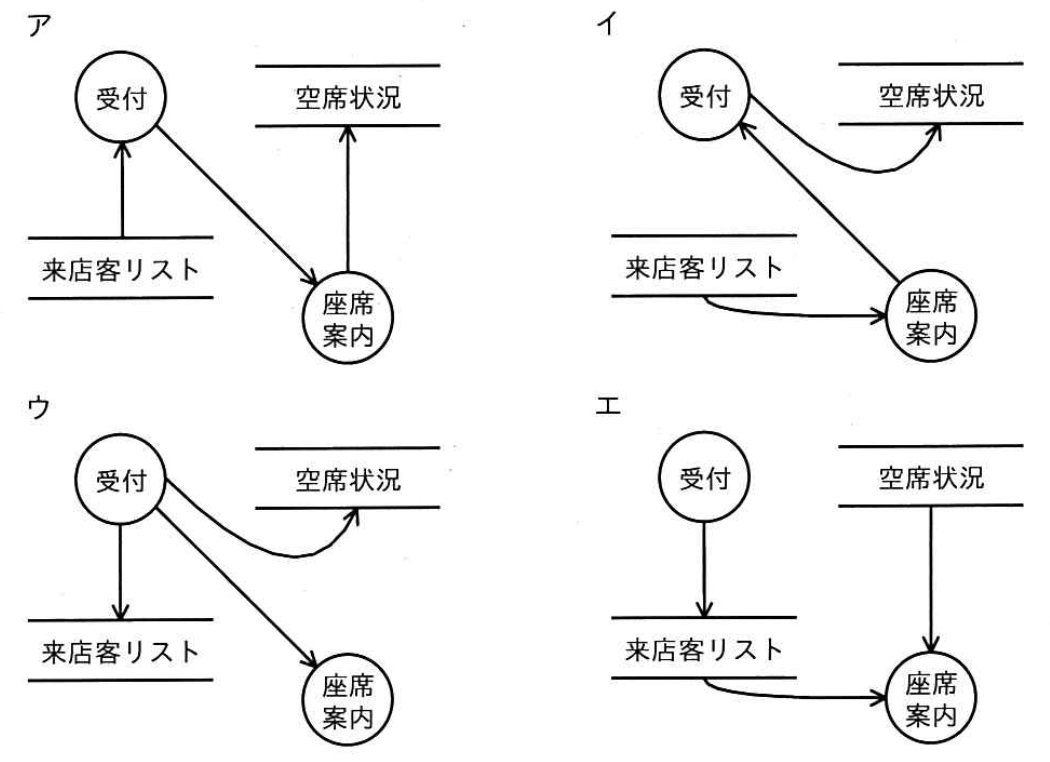 ア
受付
空席状況
来店客リスト
座席
案内
イ
受付
空席状況
来店客リスト
座席
案内
ウ
受付
空席状況
来店客リスト
座席
案内
エ
受付
空席状況
来店客リスト
座席
案内